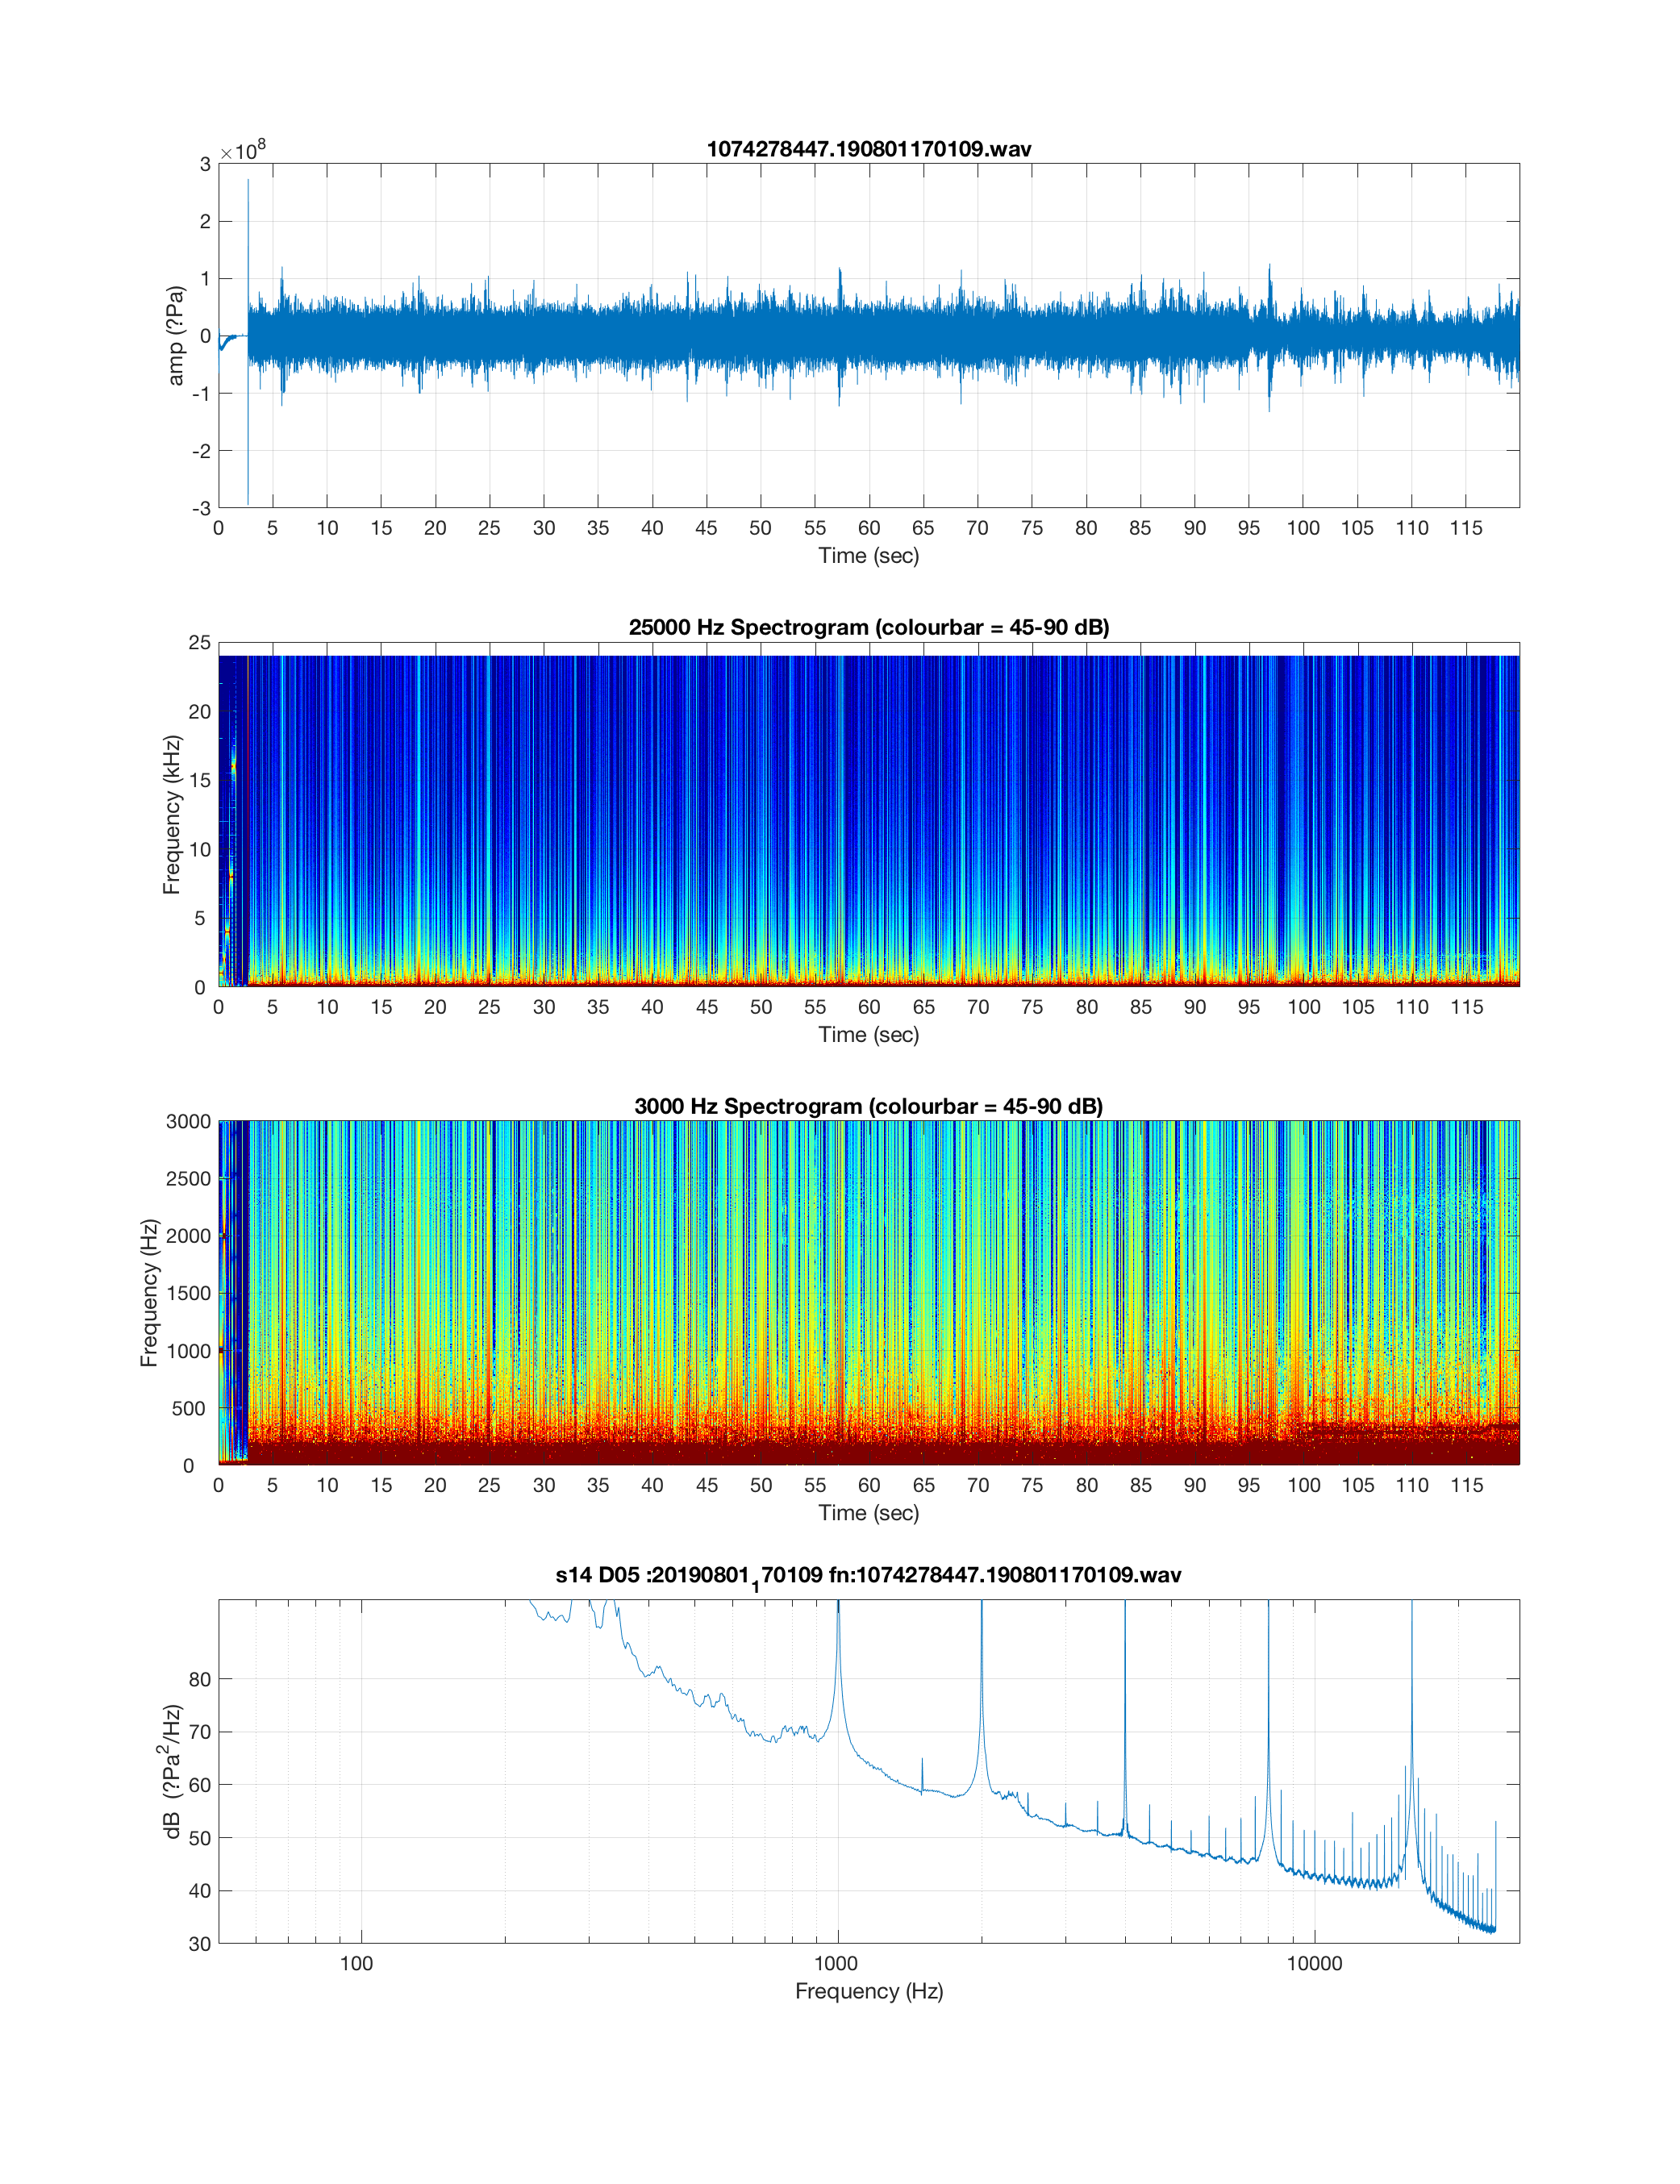 1074278447.190801170109.wav
×10⁸
3
2
1
0
-1
-2
-3
amp (?Pa)
0 5 10 15 20 25 30 35 40 45 50 55 60 65 70 75 80 85 90 95 100 105 110 115
Time (sec)
25000 Hz Spectrogram (colourbar = 45-90 dB)
25
20
15
10
5
0
Frequency (kHz)
0 5 10 15 20 25 30 35 40 45 50 55 60 65 70 75 80 85 90 95 100 105 110 115
Time (sec)
3000 Hz Spectrogram (colourbar = 45-90 dB)
3000
2500
2000
1500
1000
500
0
Frequency (Hz)
0 5 10 15 20 25 30 35 40 45 50 55 60 65 70 75 80 85 90 95 100 105 110 115
Time (sec)
s14 D05 :20190801₁70109 fn:1074278447.190801170109.wav
80
70
60
50
40
30
dB (?Pa²/Hz)
100 1000 10000
Frequency (Hz)